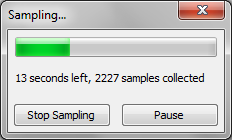 Sampling...
13 seconds left, 2227 samples collected
Stop Sampling
Pause